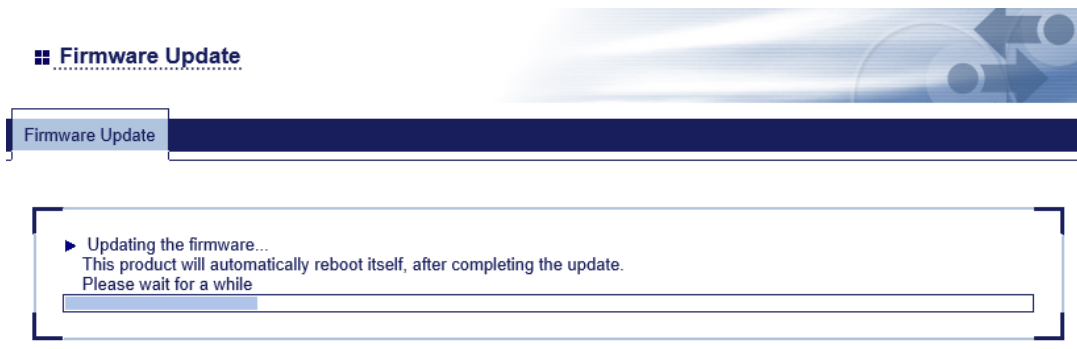 Firmware Update
Firmware Update
Updating the firmware...
This product will automatically reboot itself, after completing the update.
Please wait for a while